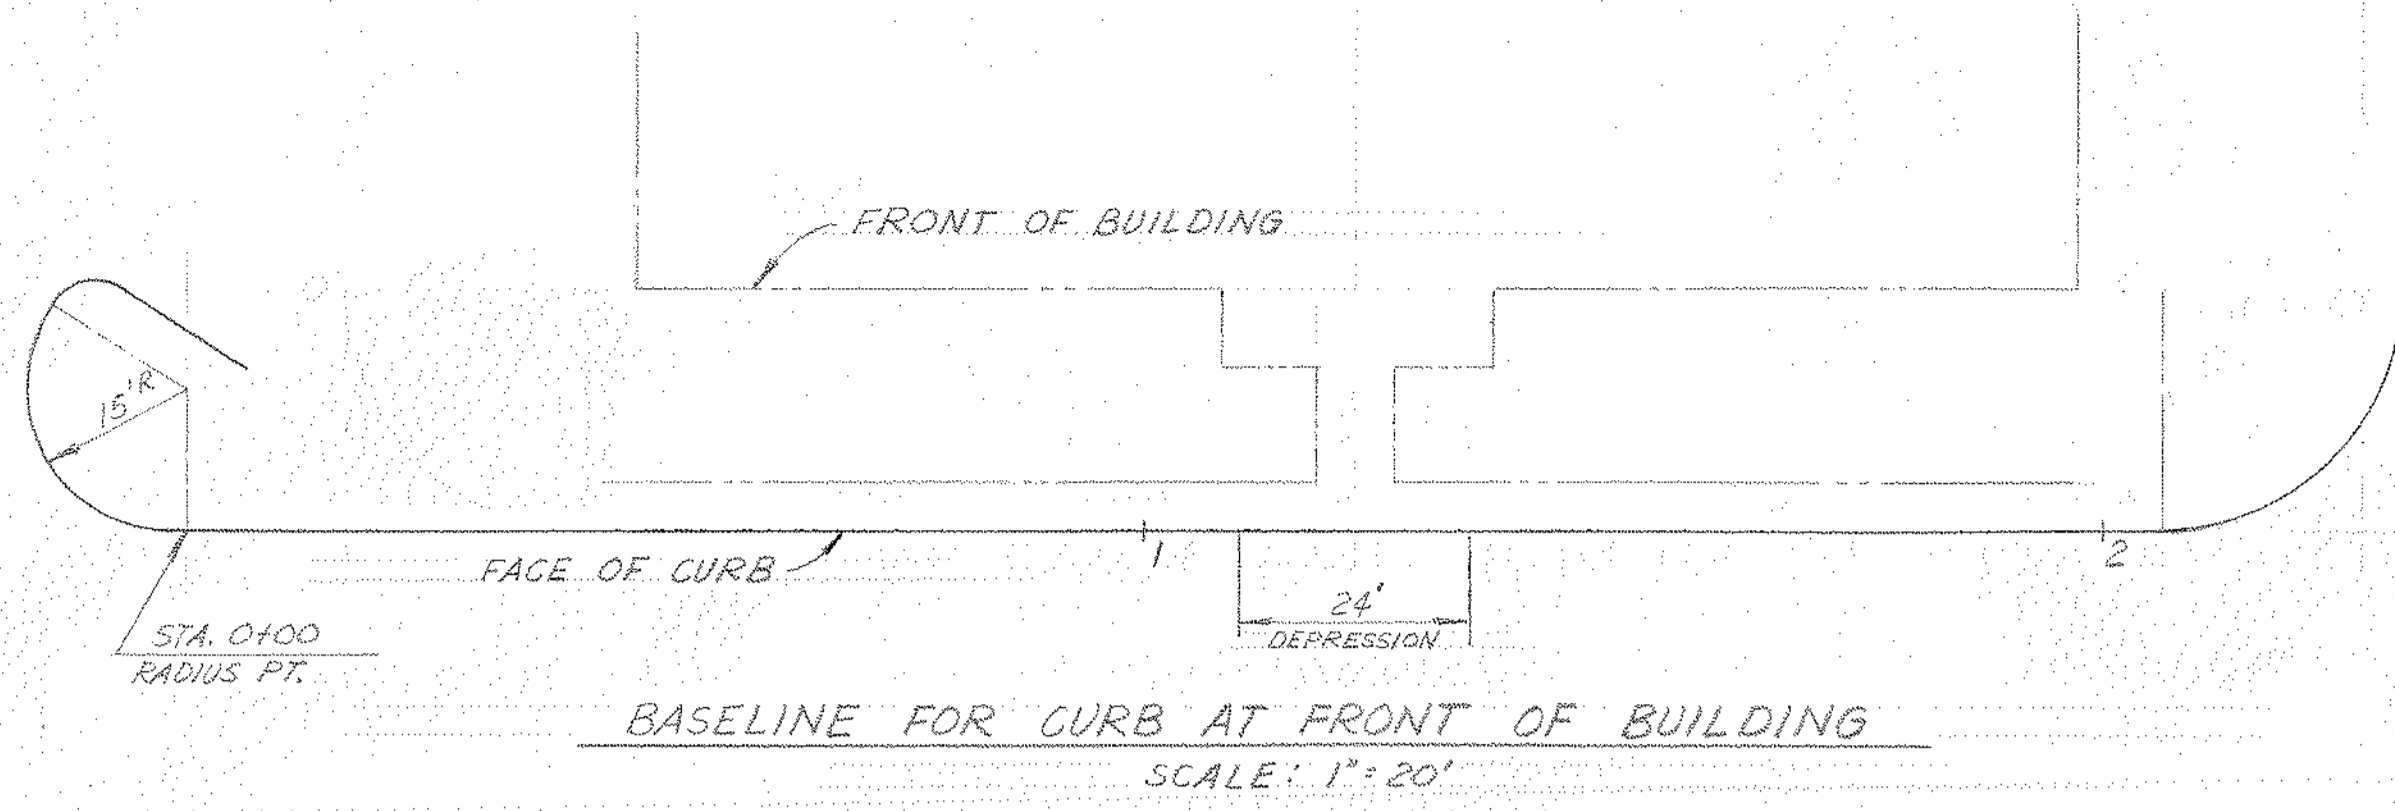 FRONT OF BUILDING
15'R
FACE OF CURB
1
2
24'
DEPRESSION
STA. 0+00
RADIUS PT.
BASELINE FOR CURB AT FRONT OF BUILDING
SCALE: 1"=20'